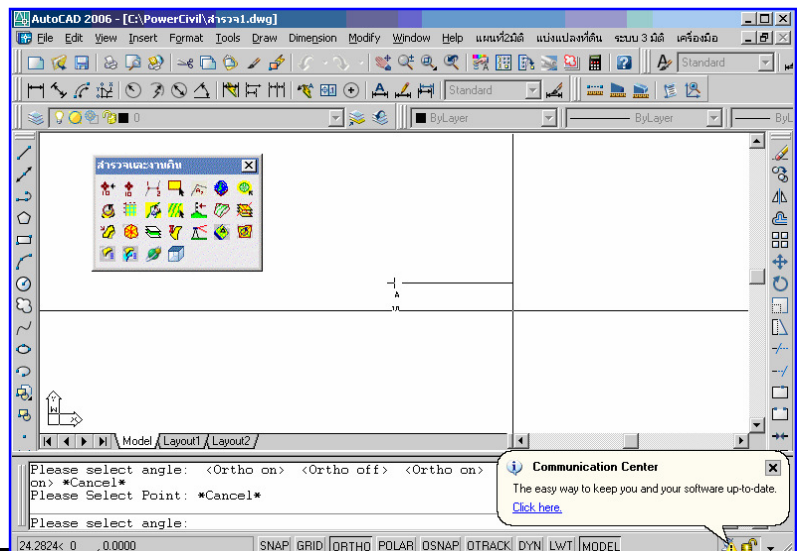 AutoCAD 2006 - [C:\PowerCivil\สำรวจ1.dwg]
File Edit View Insert Format Tools Draw Dimension Modify Window Help แผนที่2มิติ แบ่งแปลงที่ดิน ระบบ 3 มิติ เครื่องมือ
Standard
Standard
0 ByLayer ByLayer ByL
สำรวจและงานดิน
A
Y
W
X
Model Layout1 Layout2
Please select angle: <Ortho on> <Ortho off> <Ortho on>
on> *Cancel*
Please Select Point: *Cancel*
Please select angle:
Communication Center
The easy way to keep you and your software up-to-date.
Click here.
24.2824< 0 , 0.0000 SNAP GRID ORTHO POLAR OSNAP OTRACK DYN LWT MODEL